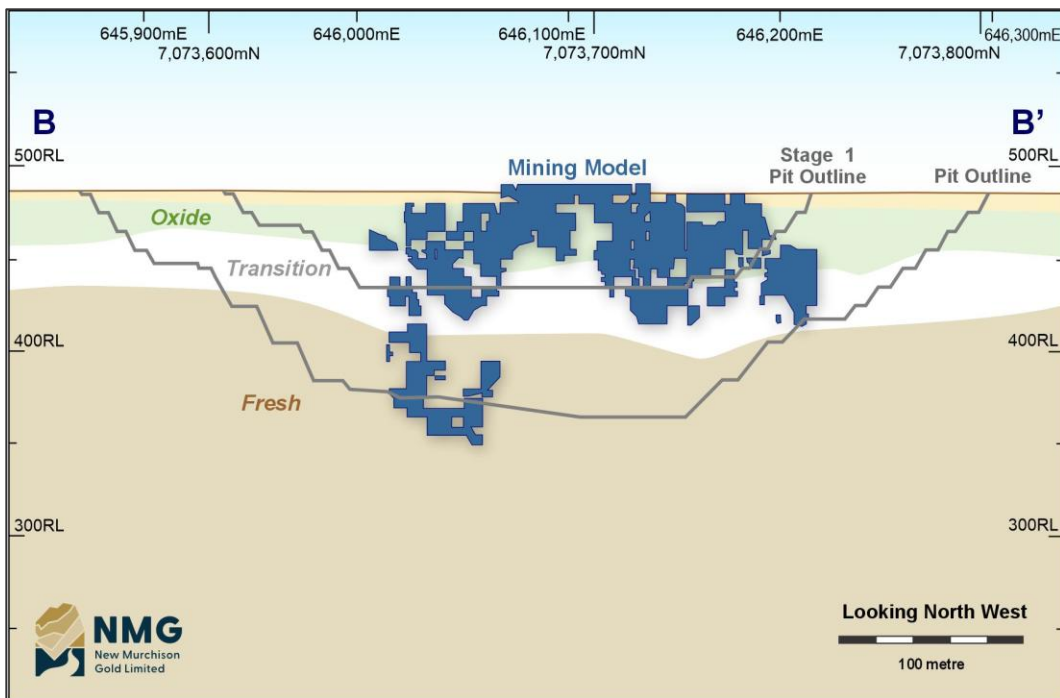 645,900mE 646,000mE 646,100mE 646,200mE 646,300mE
7,073,600mN 7,073,700mN 7,073,800mN
B B’
500RL 500RL
Stage 1
Pit Outline
Pit Outline
Mining Model
Oxide
Transition
400RL 400RL
Fresh
300RL 300RL
NMG
New Murchison
Gold Limited
Looking North West
100 metre